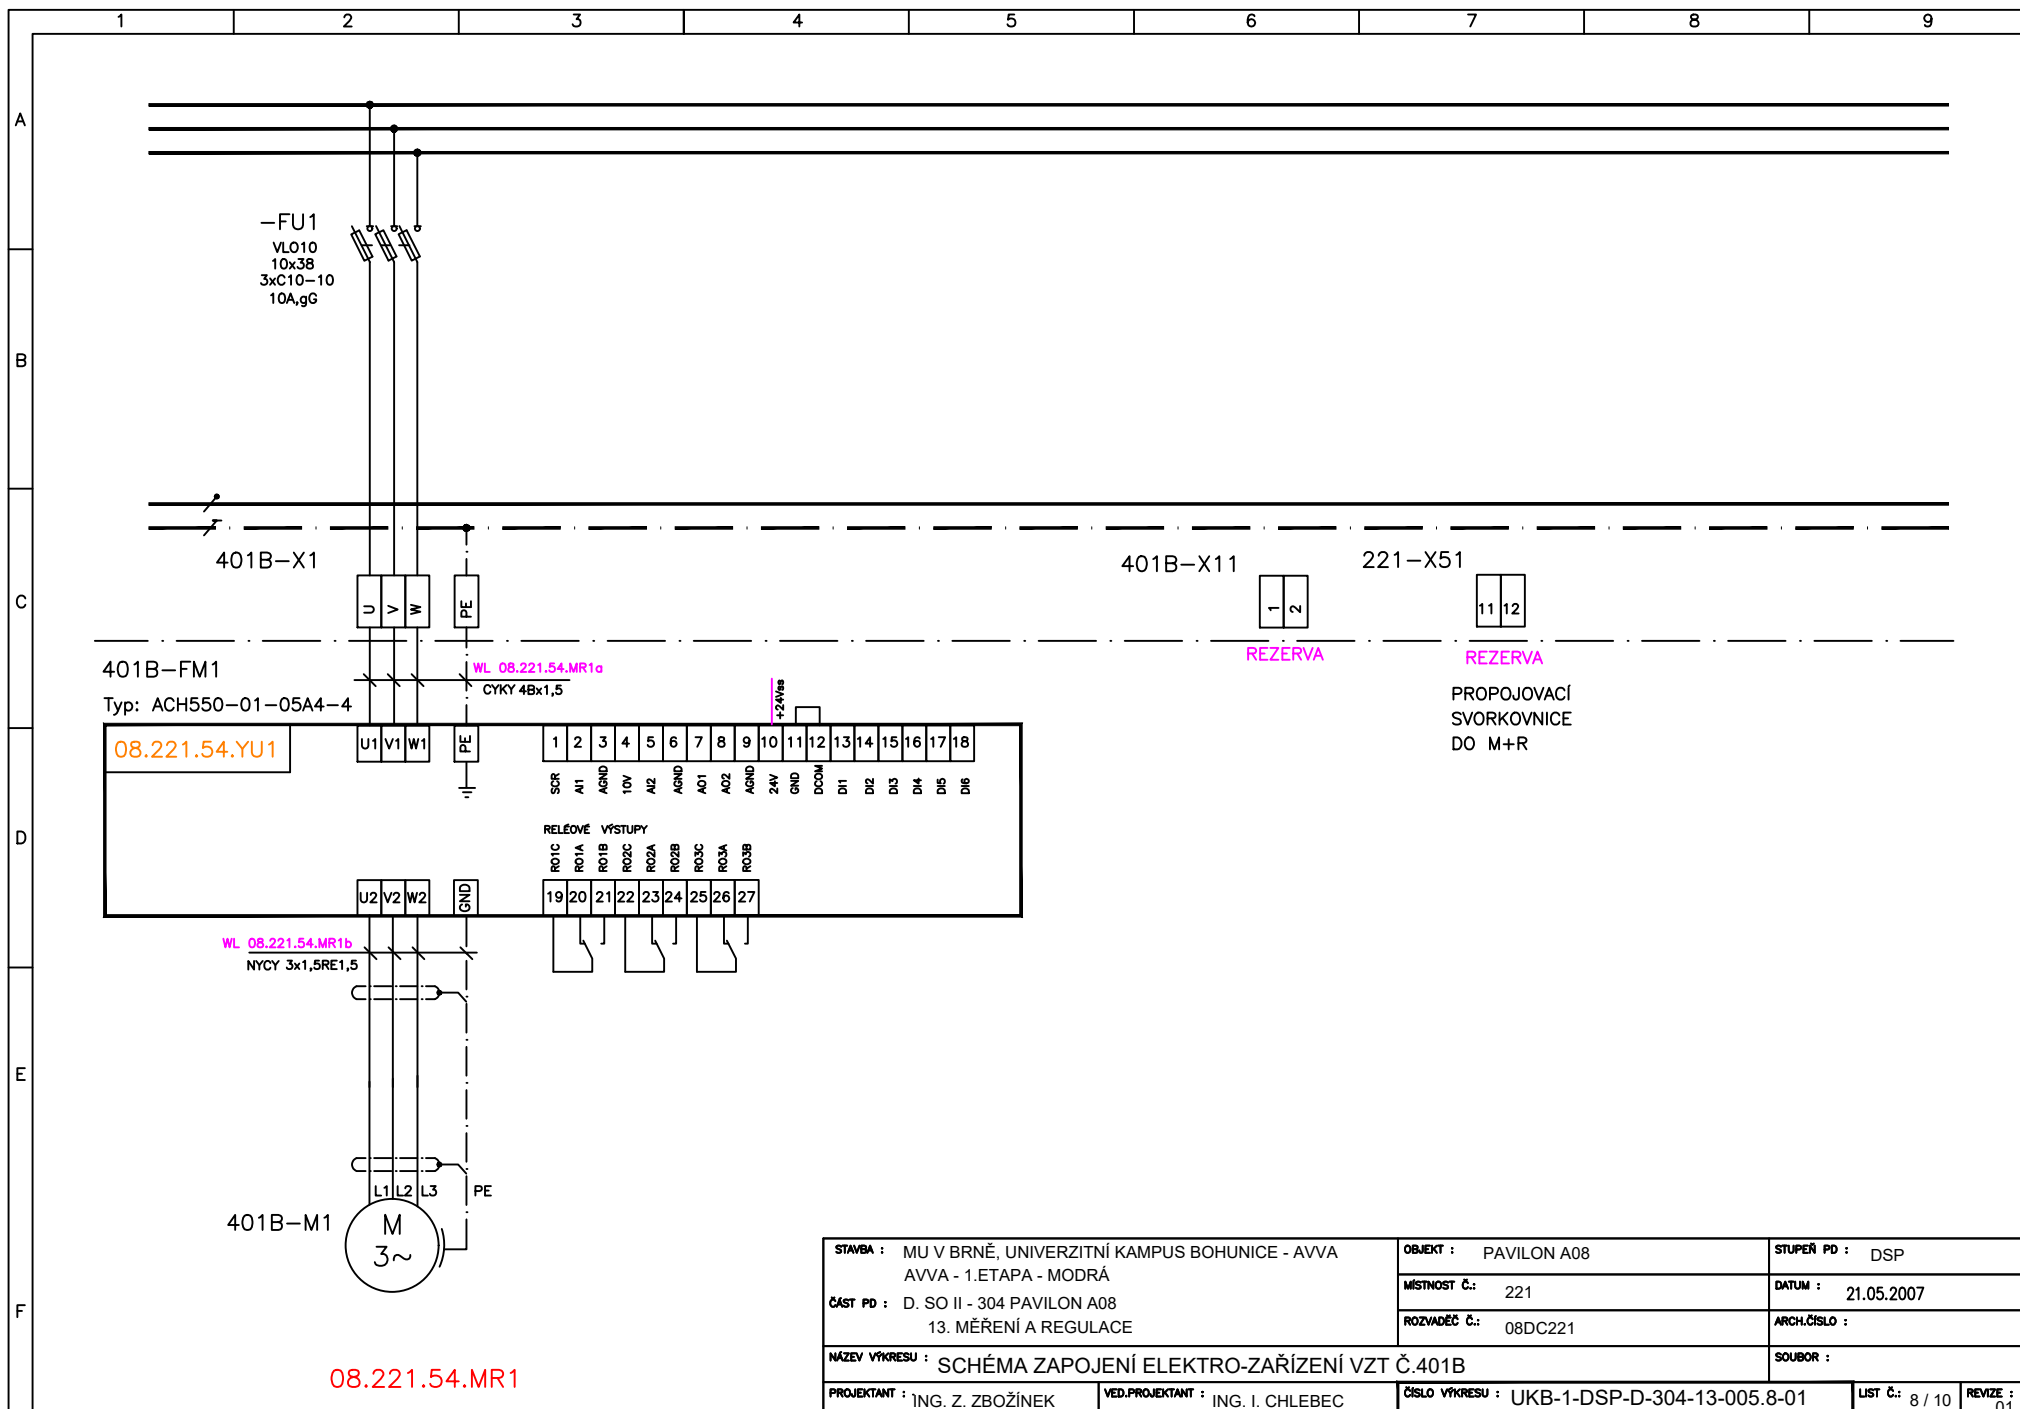 1 2 3 4 5 6 7 8 9
A
B
C
D
E
F
-FU1
VLO10
10x38
3xC10-10
10A,gG
401B-X1
U V W PE
401B-X11
1 2
REZERVA
221-X51
11 12
REZERVA
PROPOJOVACÍ
SVORKOVNICE
DO M+R
401B-FM1
Typ: ACH550-01-05A4-4
WL 08.221.54.MR1a
CYKY 4Bx1,5
+24Vss
08.221.54.YU1
U1 V1 W1 PE
1 2 3 4 5 6 7 8 9 10 11 12 13 14 15 16 17 18
SCR AI1 AGND 10V AI2 AGND AO1 AO2 AGND 24V GND DCOM DI1 DI2 DI3 DI4 DI5 DI6
RELÉOVÉ VÝSTUPY
RO1C RO1A RO1B RO2C RO2A RO2B RO3C RO3A RO3B
U2 V2 W2 GND
19 20 21 22 23 24 25 26 27
WL 08.221.54.MR1b
NYCY 3x1,5RE1,5
L1 L2 L3 PE
401B-M1
M
3~
08.221.54.MR1
STAVBA : MU V BRNĚ, UNIVERZITNÍ KAMPUS BOHUNICE - AVVA
AVVA - 1.ETAPA - MODRÁ
ČÁST PD : D. SO II - 304 PAVILON A08
13. MĚŘENÍ A REGULACE
OBJEKT : PAVILON A08
MÍSTNOST Č.: 221
ROZVADĚČ Č.: 08DC221
STUPEŇ PD : DSP
DATUM : 21.05.2007
ARCH.ČÍSLO :
NÁZEV VÝKRESU : SCHÉMA ZAPOJENÍ ELEKTRO-ZAŘÍZENÍ VZT Č.401B
SOUBOR :
PROJEKTANT : ING. Z. ZBOŽÍNEK
VED.PROJEKTANT : ING. I. CHLEBEC
ČÍSLO VÝKRESU : UKB-1-DSP-D-304-13-005.8-01
LIST Č.: 8 / 10
REVIZE : 01